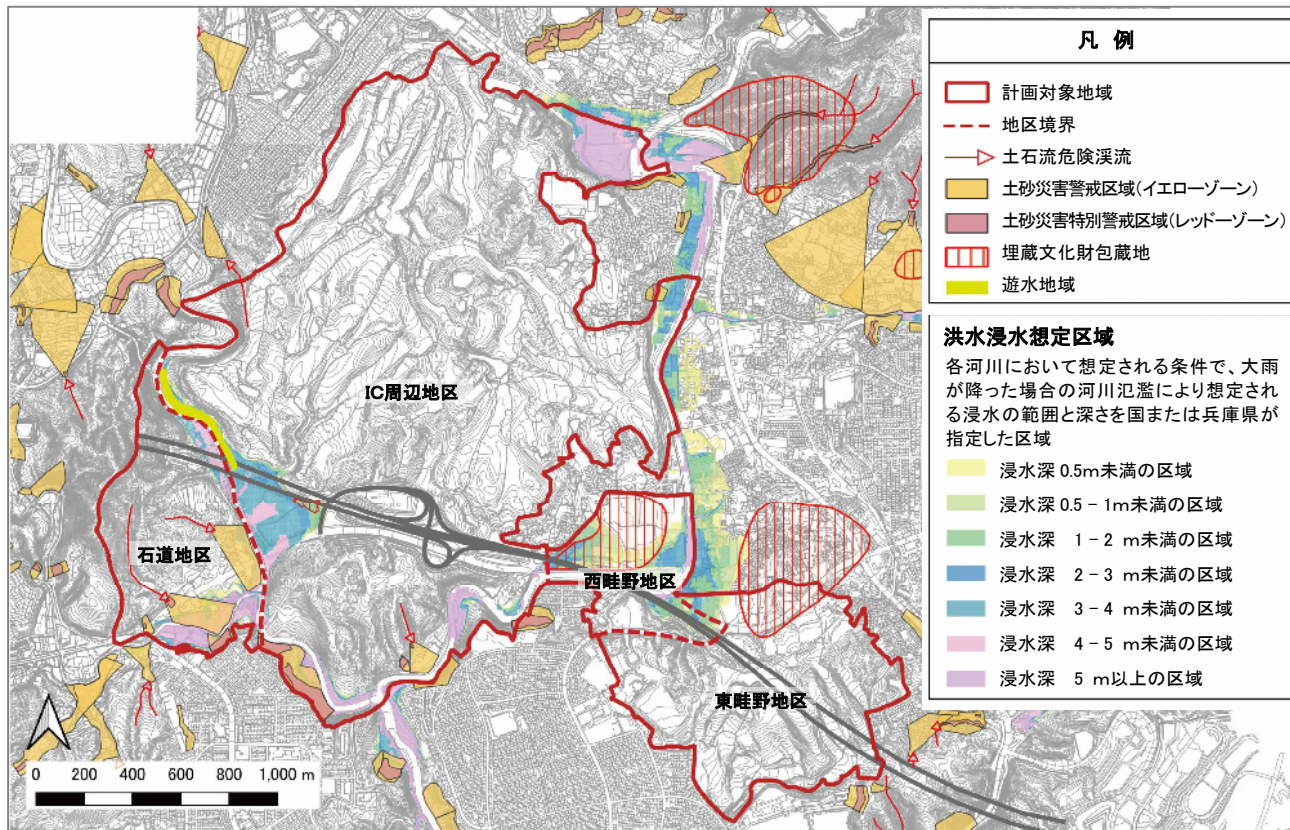 凡 例
計画対象地域
地区境界
土石流危険渓流
土砂災害警戒区域(イエローゾーン)
土砂災害特別警戒区域(レッドーゾーン)
埋蔵文化財包蔵地
遊水地域
洪水浸水想定区域
各河川において想定される条件で、大雨
が降った場合の河川氾濫により想定され
る浸水の範囲と深さを国または兵庫県が
指定した区域
浸水深 0.5m未満の区域
浸水深 0.5 - 1m未満の区域
浸水深 1 - 2 m未満の区域
浸水深 2 - 3 m未満の区域
浸水深 3 - 4 m未満の区域
浸水深 4 - 5 m未満の区域
浸水深 5 m以上の区域
IC周辺地区
石道地区
西畦野地区
東畦野地区
0 200 400 600 800 1,000 m